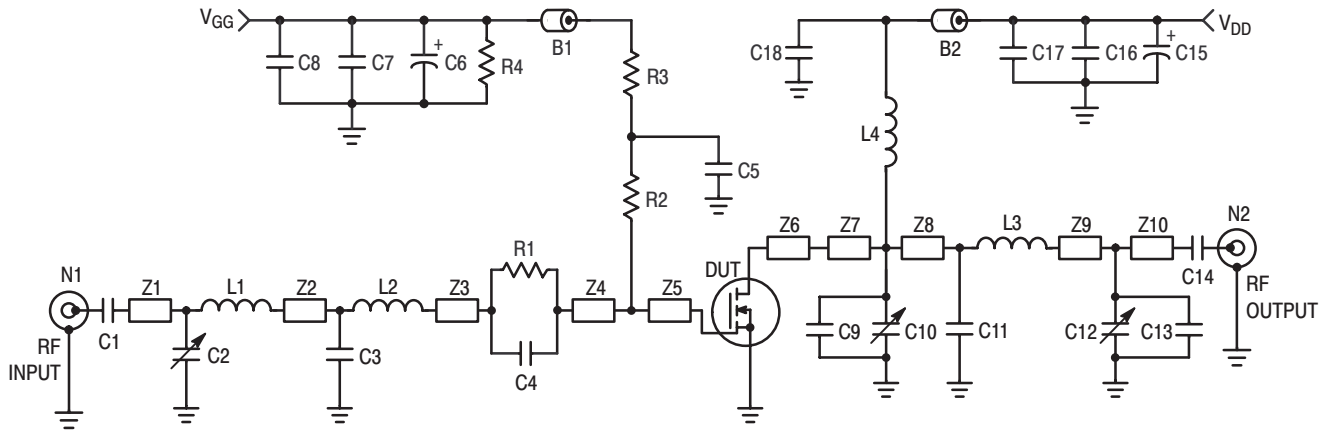 VGG
B1
VDD
B2
C8
C7
+
C6
R4
R3
C18
C17
C16
+
C15
L4
C5
R2
N1
Z1
L1
Z2
L2
Z3
R1
Z4
Z5
DUT
Z6
Z7
Z8
L3
Z9
Z10
N2
C14
RF
OUTPUT
C1
RF
INPUT
C2
C3
C4
C9
C10
C11
C12
C13